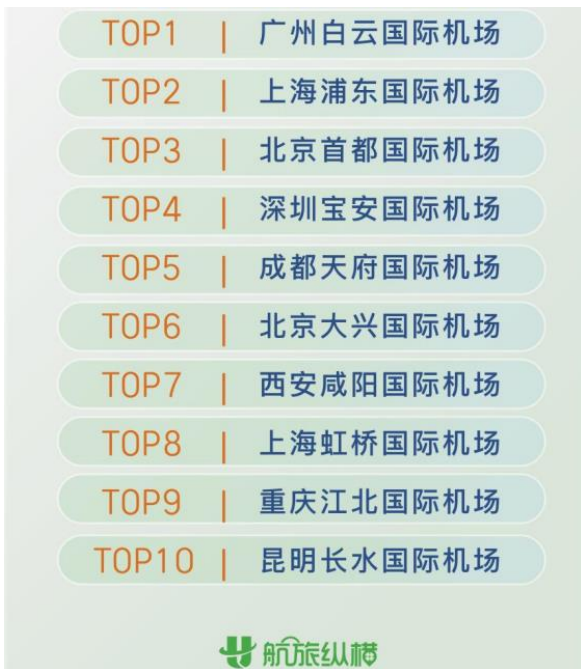 TOP1 | 广州白云国际机场
TOP2 | 上海浦东国际机场
TOP3 | 北京首都国际机场
TOP4 | 深圳宝安国际机场
TOP5 | 成都天府国际机场
TOP6 | 北京大兴国际机场
TOP7 | 西安咸阳国际机场
TOP8 | 上海虹桥国际机场
TOP9 | 重庆江北国际机场
TOP10 | 昆明长水国际机场
航旅纵横